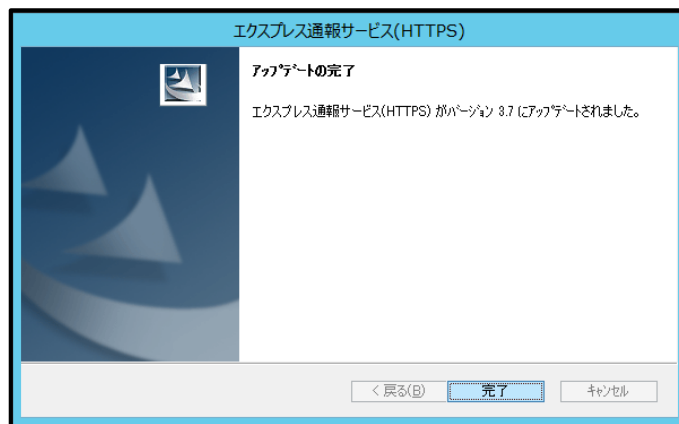 エクスプレス通報サービス(HTTPS)
アップデートの完了
エクスプレス通報サービス(HTTPS) がバージョン 3.7 にアップデートされました。
< 戻る(B)
完了
キャンセル